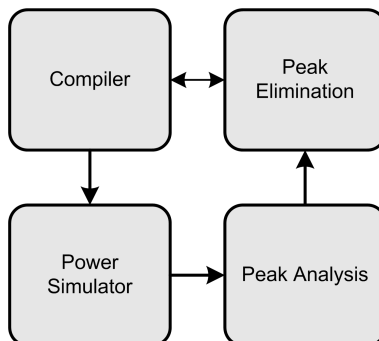 Compiler
Peak
Elimination
Power
Simulator
Peak Analysis